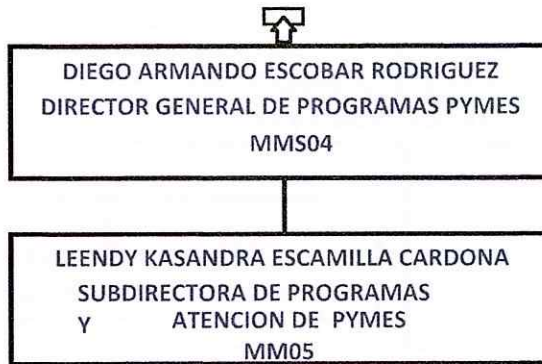 DIEGO ARMANDO ESCOBAR RODRIGUEZ
DIRECTOR GENERAL DE PROGRAMAS PYMES
MMS04
LEENDY KASANDRA ESCAMILLA CARDONA
SUBDIRECTORA DE PROGRAMAS
Y ATENCION DE PYMES
MM05